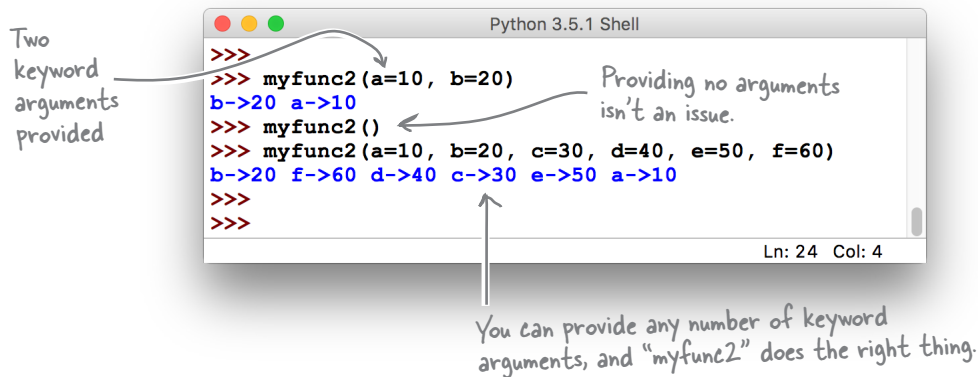 Python 3.5.1 Shell
Two
keyword
arguments
provided
>>>
>>> myfunc2(a=10, b=20)
b->20 a->10
>>> myfunc2()
>>> myfunc2(a=10, b=20, c=30, d=40, e=50, f=60)
b->20 f->60 d->40 c->30 e->50 a->10
>>>
>>>
Providing no arguments
isn't an issue.
Ln: 24 Col: 4
You can provide any number of keyword
arguments, and “myfunc2” does the right thing.